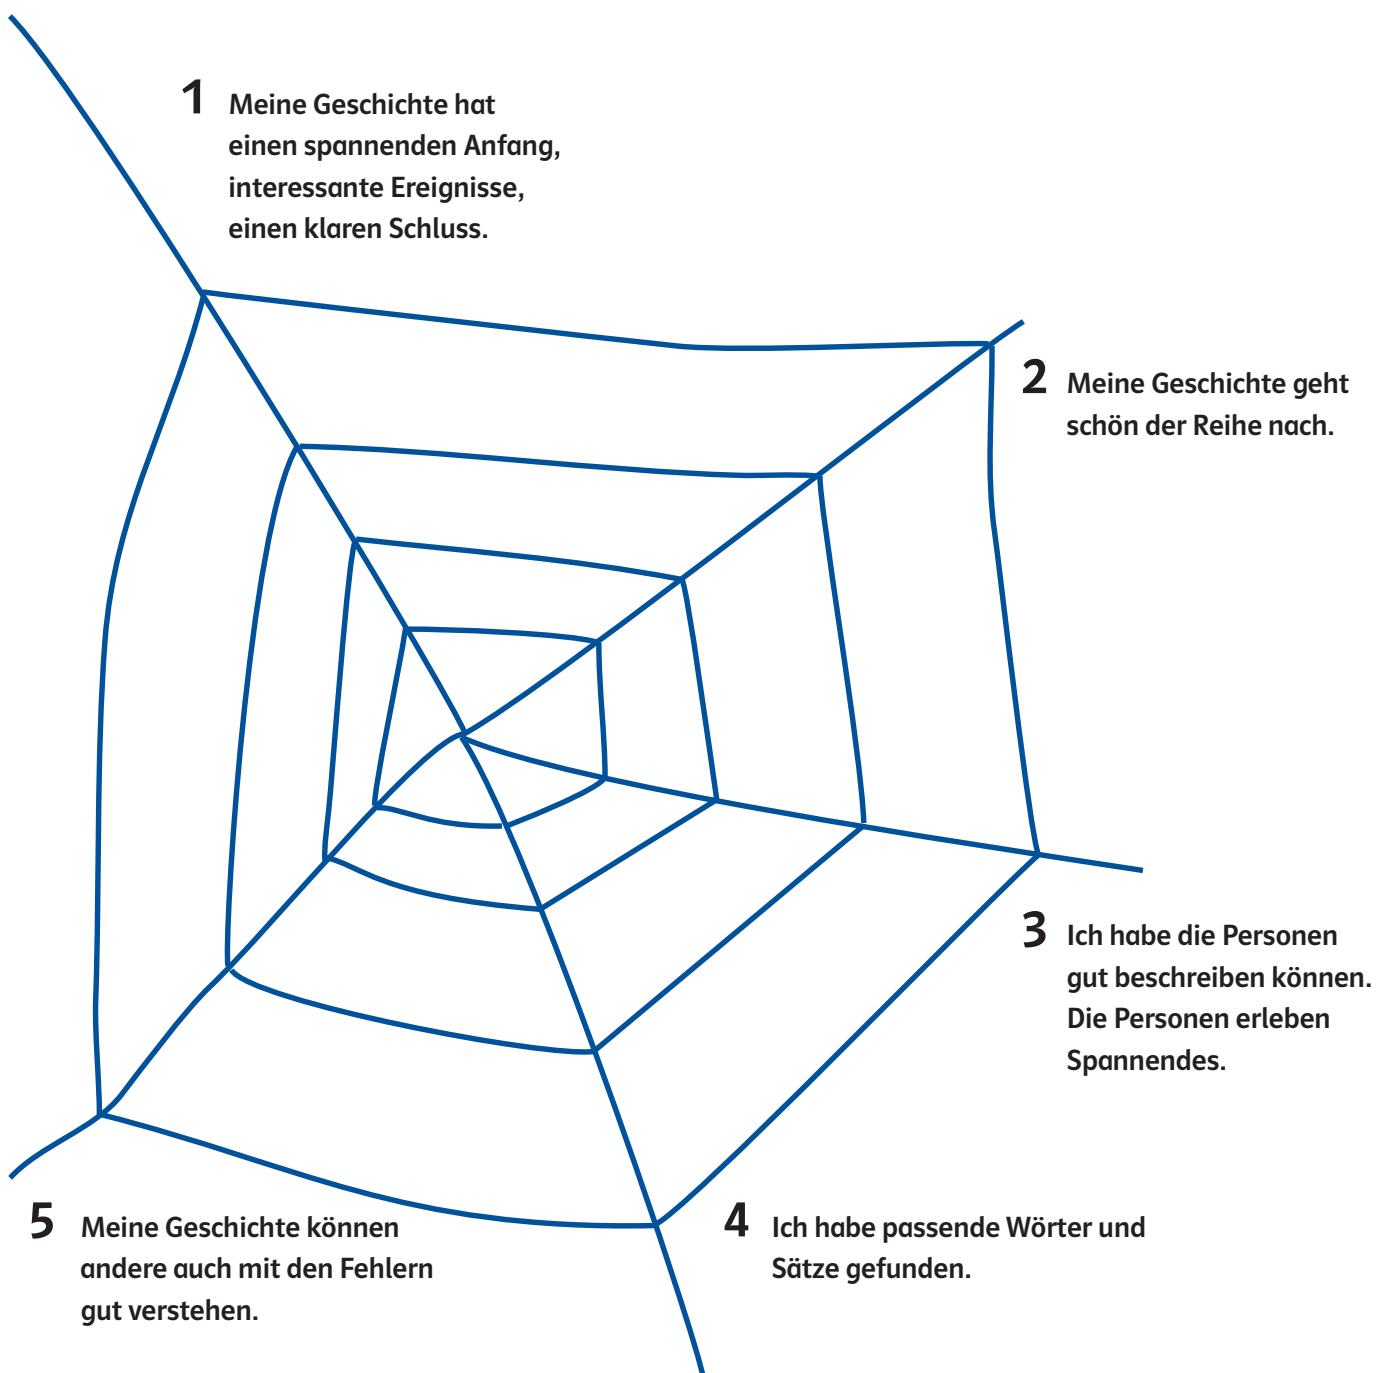 1 Meine Geschichte hat
einen spannenden Anfang,
interessante Ereignisse,
einen klaren Schluss.
2 Meine Geschichte geht
schön der Reihe nach.
3 Ich habe die Personen
gut beschreiben können.
Die Personen erleben
Spannendes.
4 Ich habe passende Wörter und
Sätze gefunden.
5 Meine Geschichte können
andere auch mit den Fehlern
gut verstehen.